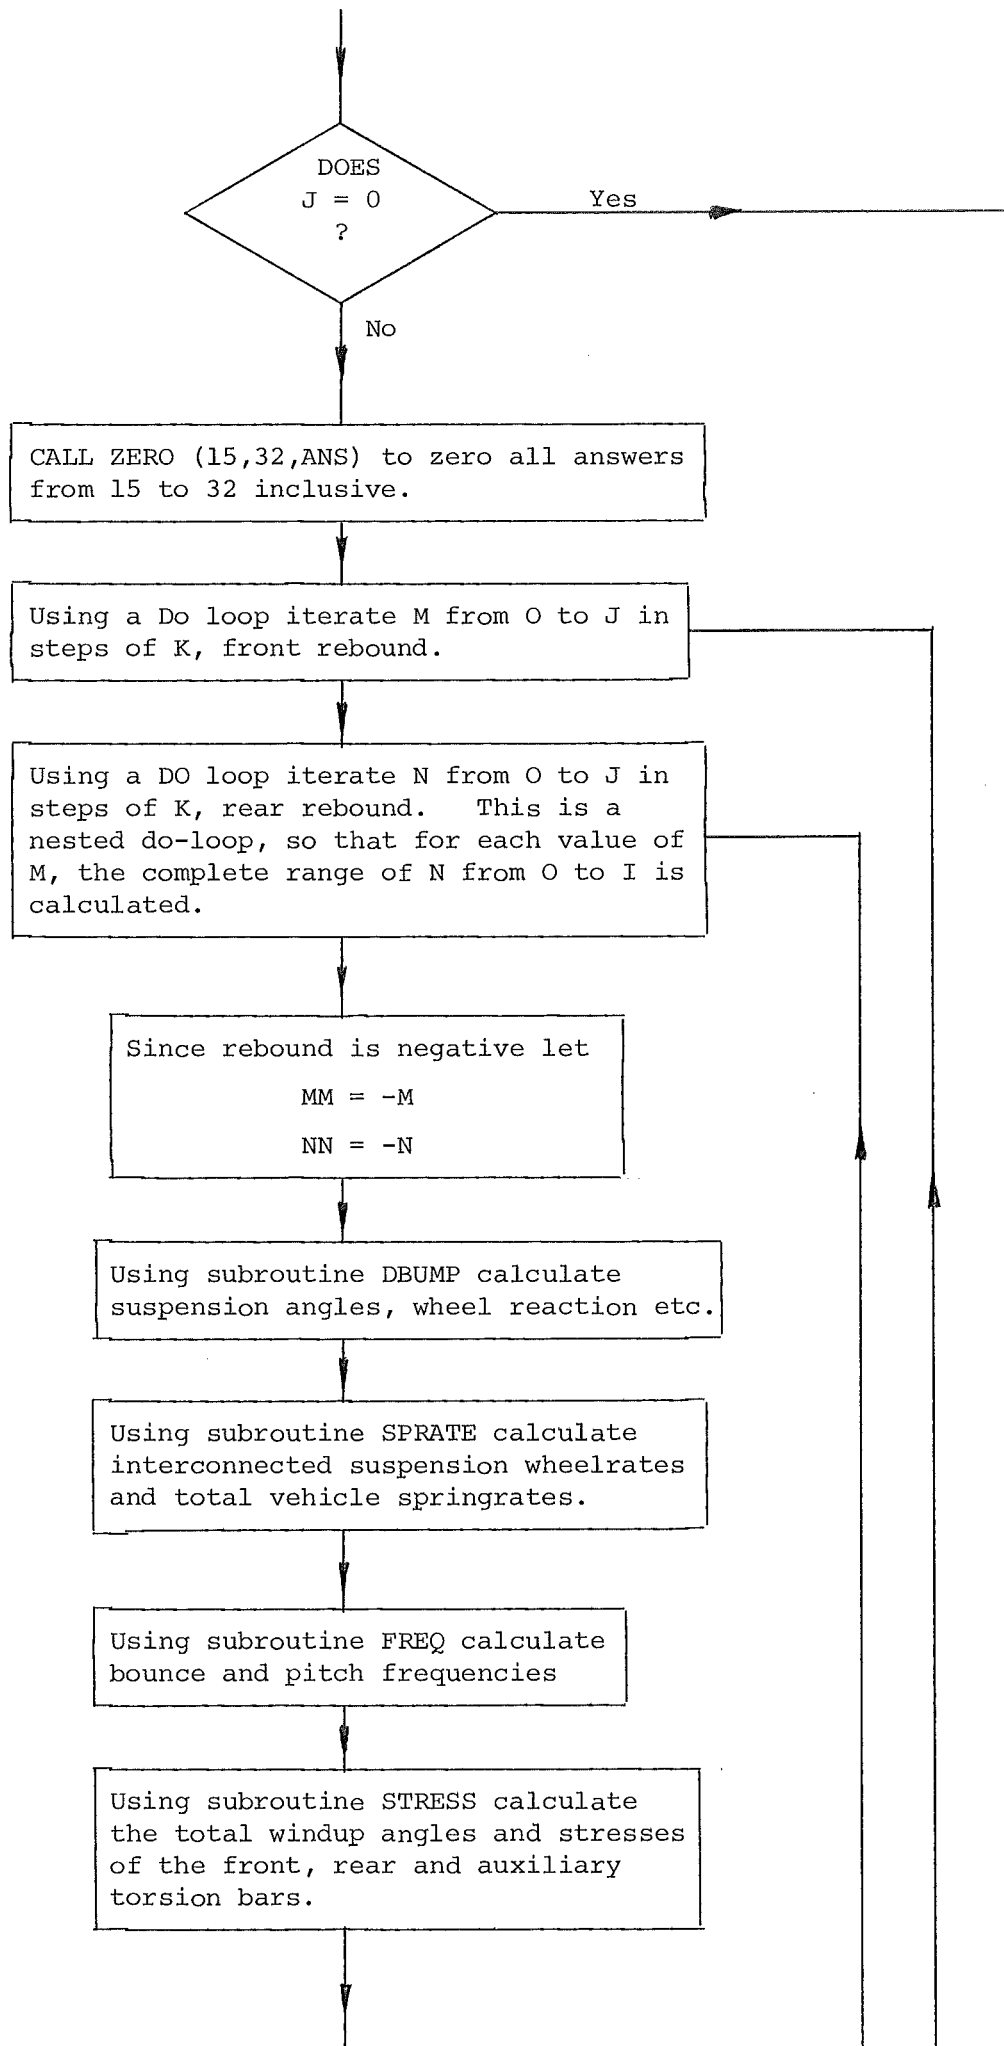 DOES
J = 0
?
Yes
No
CALL ZERO (15,32,ANS) to zero all answers
from 15 to 32 inclusive.
Using a Do loop iterate M from O to J in
steps of K, front rebound.
Using a DO loop iterate N from O to J in
steps of K, rear rebound. This is a
nested do-loop, so that for each value of
M, the complete range of N from O to I is
calculated.
Since rebound is negative let
MM = -M
NN = -N
Using subroutine DBUMP calculate
suspension angles, wheel reaction etc.
Using subroutine SPRATE calculate
interconnected suspension wheelrates
and total vehicle springrates.
Using subroutine FREQ calculate
bounce and pitch frequencies
Using subroutine STRESS calculate
the total windup angles and stresses
of the front, rear and auxiliary
torsion bars.